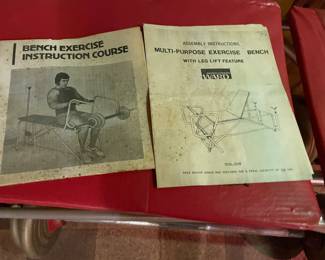 BENCH EXERCISE
INSTRUCTION COURSE
ASSEMBLY INSTRUCTIONS
MULTI-PURPOSE EXERCISE BENCH
WITH LEG LIFT FEATURE
WARD